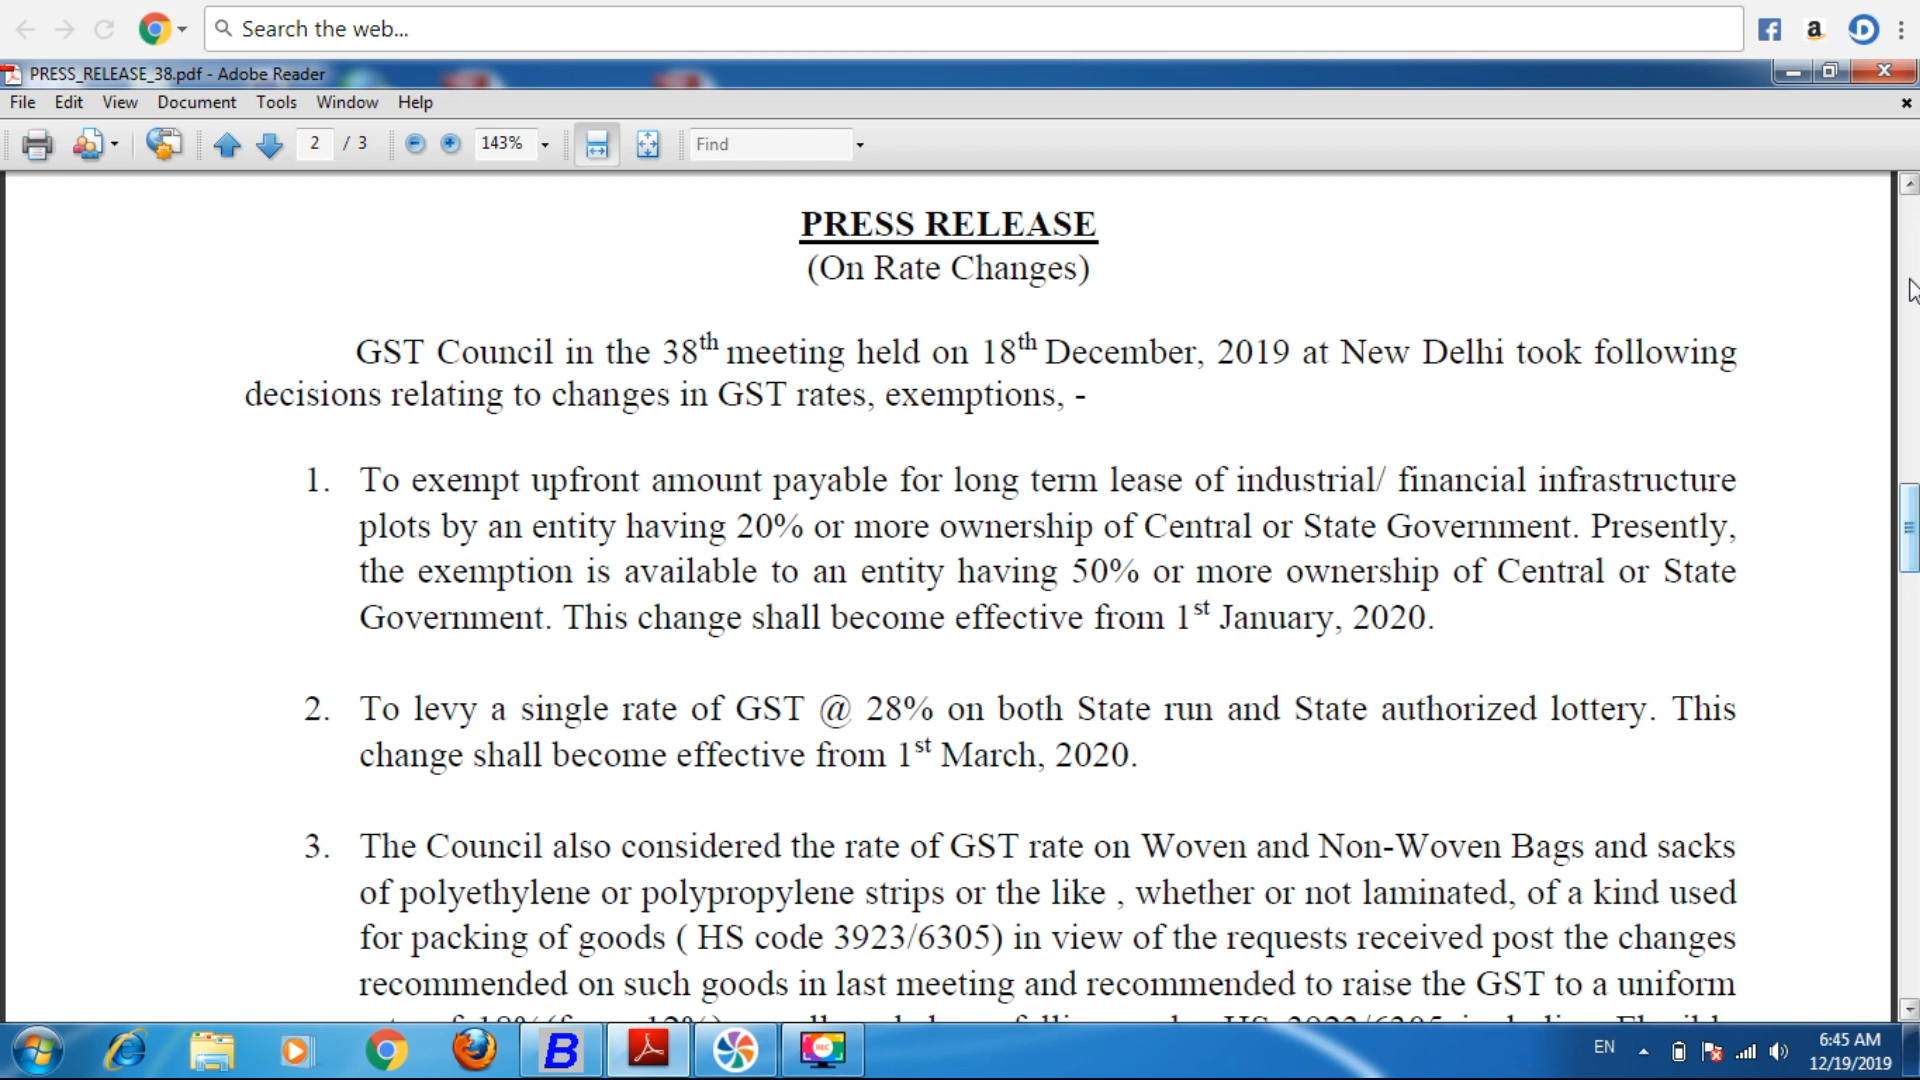 Search the web...
PRESS_RELEASE_38.pdf - Adobe Reader
File Edit View Document Tools Window Help
2 / 3 143% Find
PRESS RELEASE
(On Rate Changes)
GST Council in the 38th meeting held on 18th December, 2019 at New Delhi took following
decisions relating to changes in GST rates, exemptions, -
1. To exempt upfront amount payable for long term lease of industrial/ financial infrastructure
plots by an entity having 20% or more ownership of Central or State Government. Presently,
the exemption is available to an entity having 50% or more ownership of Central or State
Government. This change shall become effective from 1st January, 2020.
2. To levy a single rate of GST @ 28% on both State run and State authorized lottery. This
change shall become effective from 1st March, 2020.
3. The Council also considered the rate of GST rate on Woven and Non-Woven Bags and sacks
of polyethylene or polypropylene strips or the like , whether or not laminated, of a kind used
for packing of goods ( HS code 3923/6305) in view of the requests received post the changes
recommended on such goods in last meeting and recommended to raise the GST to a uniform
EN
6:45 AM
12/19/2019